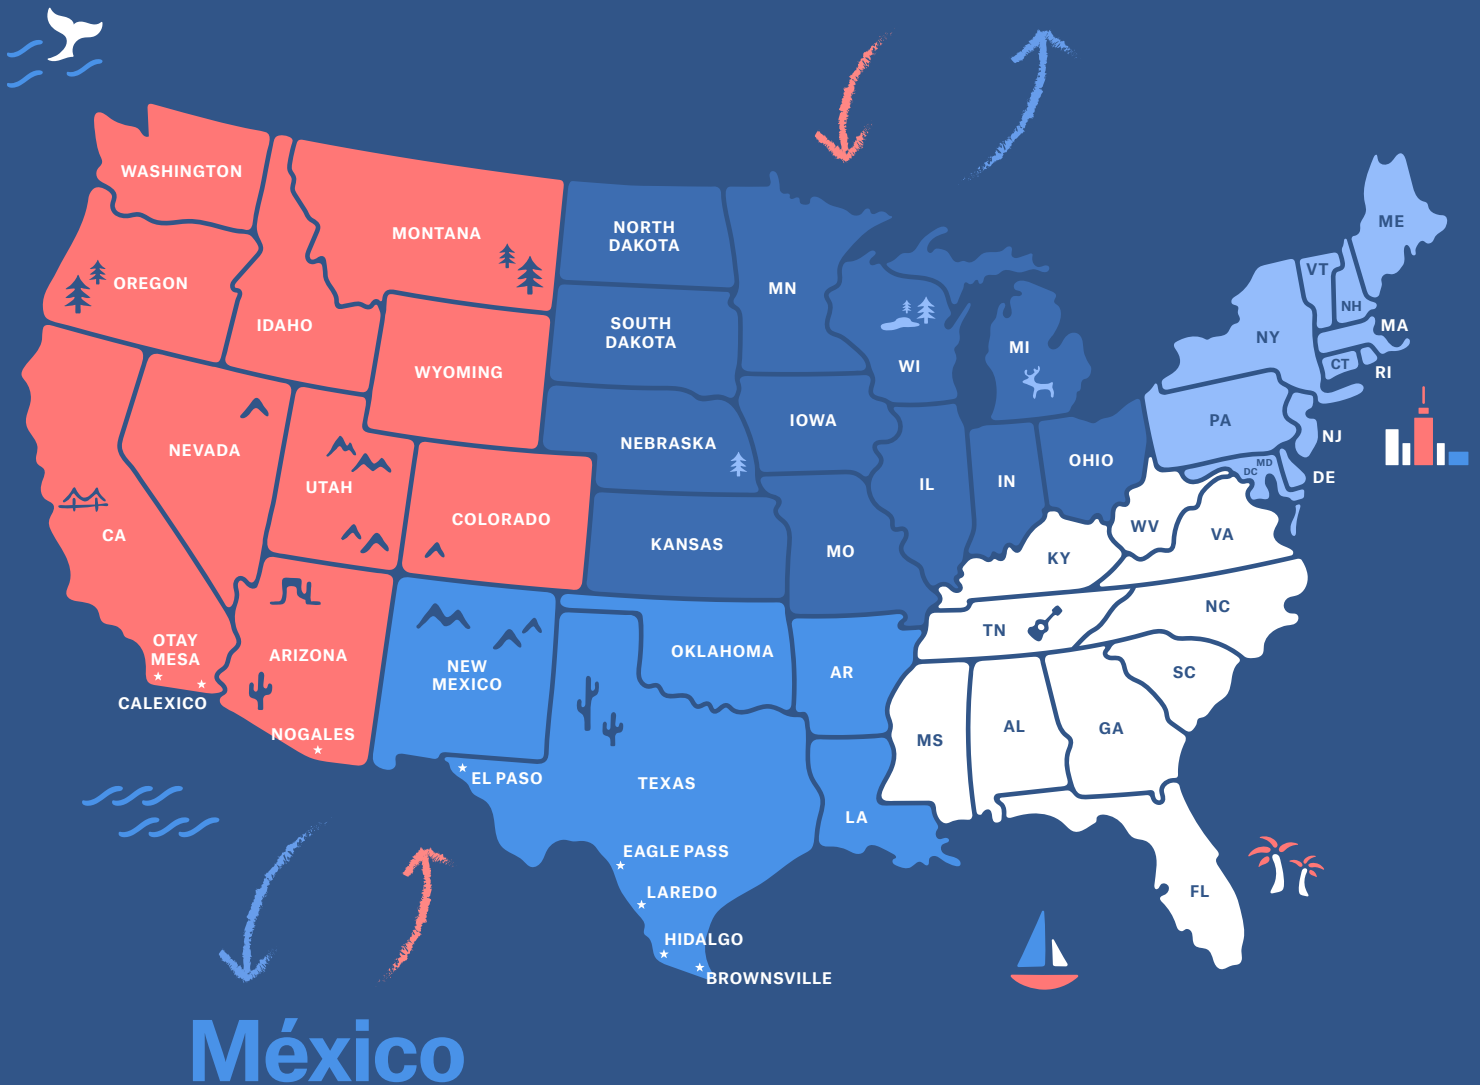 WASHINGTON
MONTANA
OREGON
IDAHO
WYOMING
NORTH
DAKOTA
SOUTH
DAKOTA
MN
WI
MI
NEBRASKA
IOWA
NEVADA
UTAH
COLORADO
CA
KANSAS
MO
IL
IN
OHIO
ME
VT
NH
NY
MA
CT
RI
PA
NJ
MD
DC
DE
WV
VA
KY
NC
TN
SC
OTAY
MESA
CALEXICO
ARIZONA
NOGALES
NEW
MEXICO
OKLAHOMA
AR
MS
AL
GA
EL PASO
TEXAS
LA
EAGLE PASS
LAREDO
HIDALGO
BROWNSVILLE
FL
México